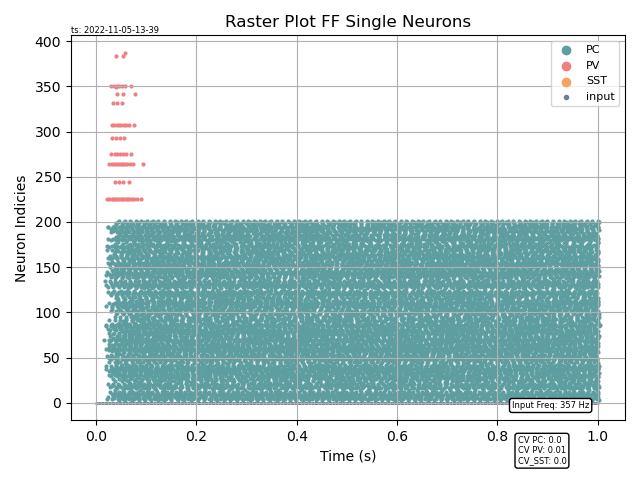 Raster Plot FF Single Neurons
ts: 2022-11-05-13-39
400
350
300
250
200
150
100
50
0
Neuron Indicies
PC
PV
SST
input
Input Freq: 357 Hz
0.0
0.2
0.4
0.6
0.8
1.0
Time (s)
CV PC: 0.0
CV PV: 0.01
CV_SST: 0.0